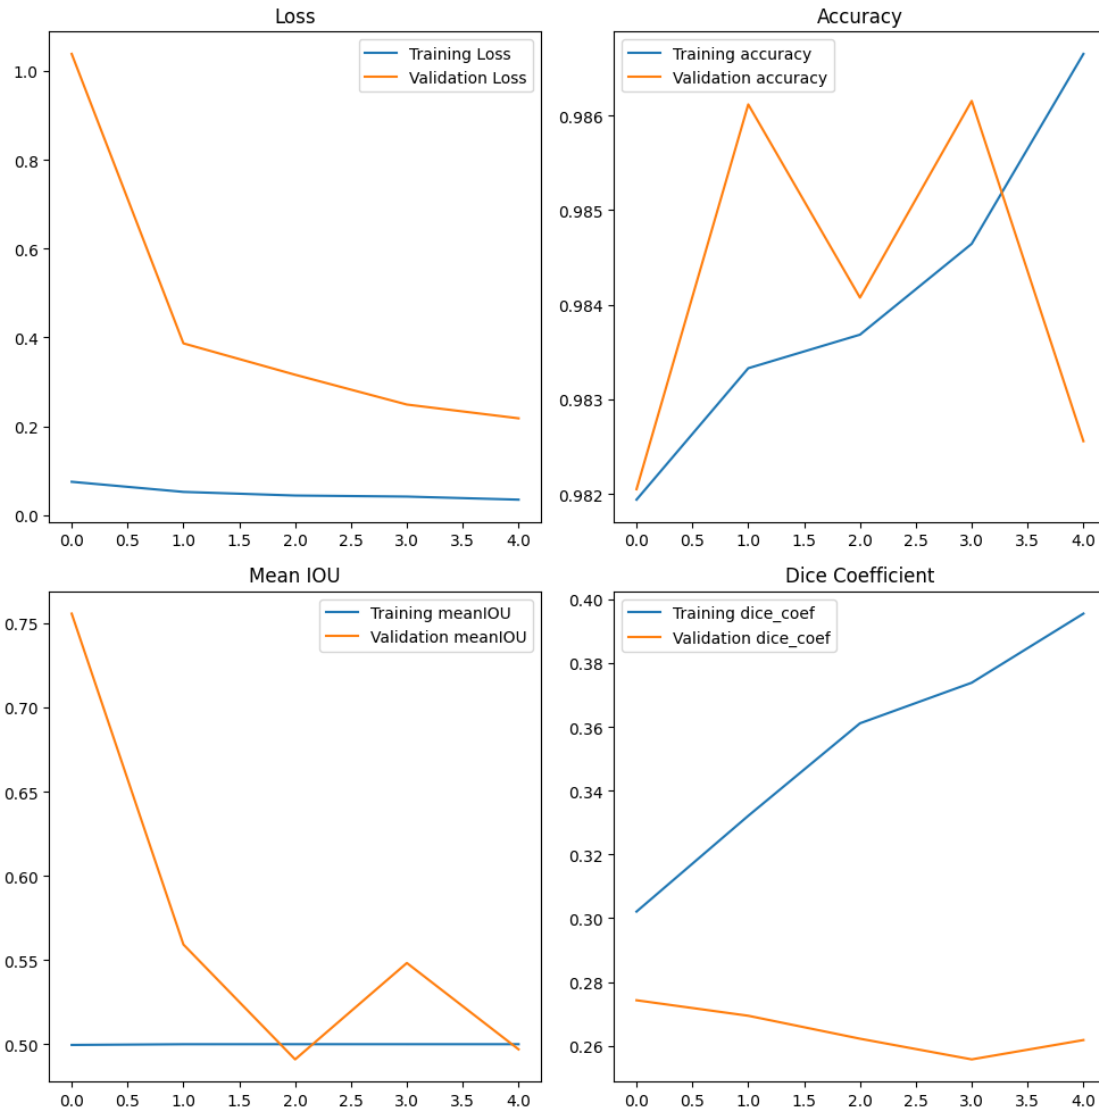 Loss
Training Loss
Validation Loss
1.0
0.8
0.6
0.4
0.2
0.0
0.0 0.5 1.0 1.5 2.0 2.5 3.0 3.5 4.0
Accuracy
Training accuracy
Validation accuracy
0.986
0.985
0.984
0.983
0.982
0.0 0.5 1.0 1.5 2.0 2.5 3.0 3.5 4.0
Mean IOU
Training meanIOU
Validation meanIOU
0.75
0.70
0.65
0.60
0.55
0.50
0.0 0.5 1.0 1.5 2.0 2.5 3.0 3.5 4.0
Dice Coefficient
Training dice_coef
Validation dice_coef
0.40
0.38
0.36
0.34
0.32
0.30
0.28
0.26
0.0 0.5 1.0 1.5 2.0 2.5 3.0 3.5 4.0